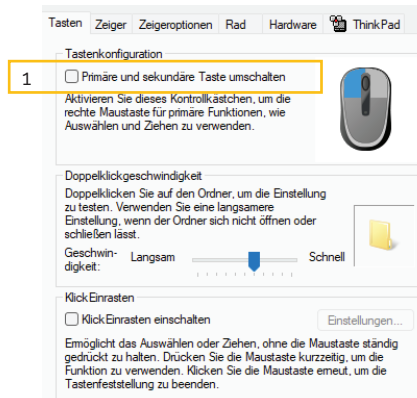 Tasten Zeiger Zeigeroptionen Rad Hardware ThinkPad
Tastenkonfiguration
1
Primäre und sekundäre Taste umschalten
Aktivieren Sie dieses Kontrollkästchen, um die
rechte Maustaste für primäre Funktionen, wie
Auswählen und Ziehen zu verwenden.
Doppelklickgeschwindigkeit
Doppelklicken Sie auf den Ordner, um die Einstellung
zu testen. Verwenden Sie eine langsamere
Einstellung, wenn der Ordner sich nicht öffnen oder
schließen lässt.
Geschwin-
digkeit:
Langsam Schnell
KlickEinrasten
KlickEinrasten einschalten
Einstellungen...
Ermöglicht das Auswählen oder Ziehen, ohne die Maustaste ständig
gedrückt zu halten. Drücken Sie die Maustaste kurzzeitig, um die
Funktion zu verwenden. Klicken Sie die Maustaste erneut, um die
Tastenfeststellung zu beenden.